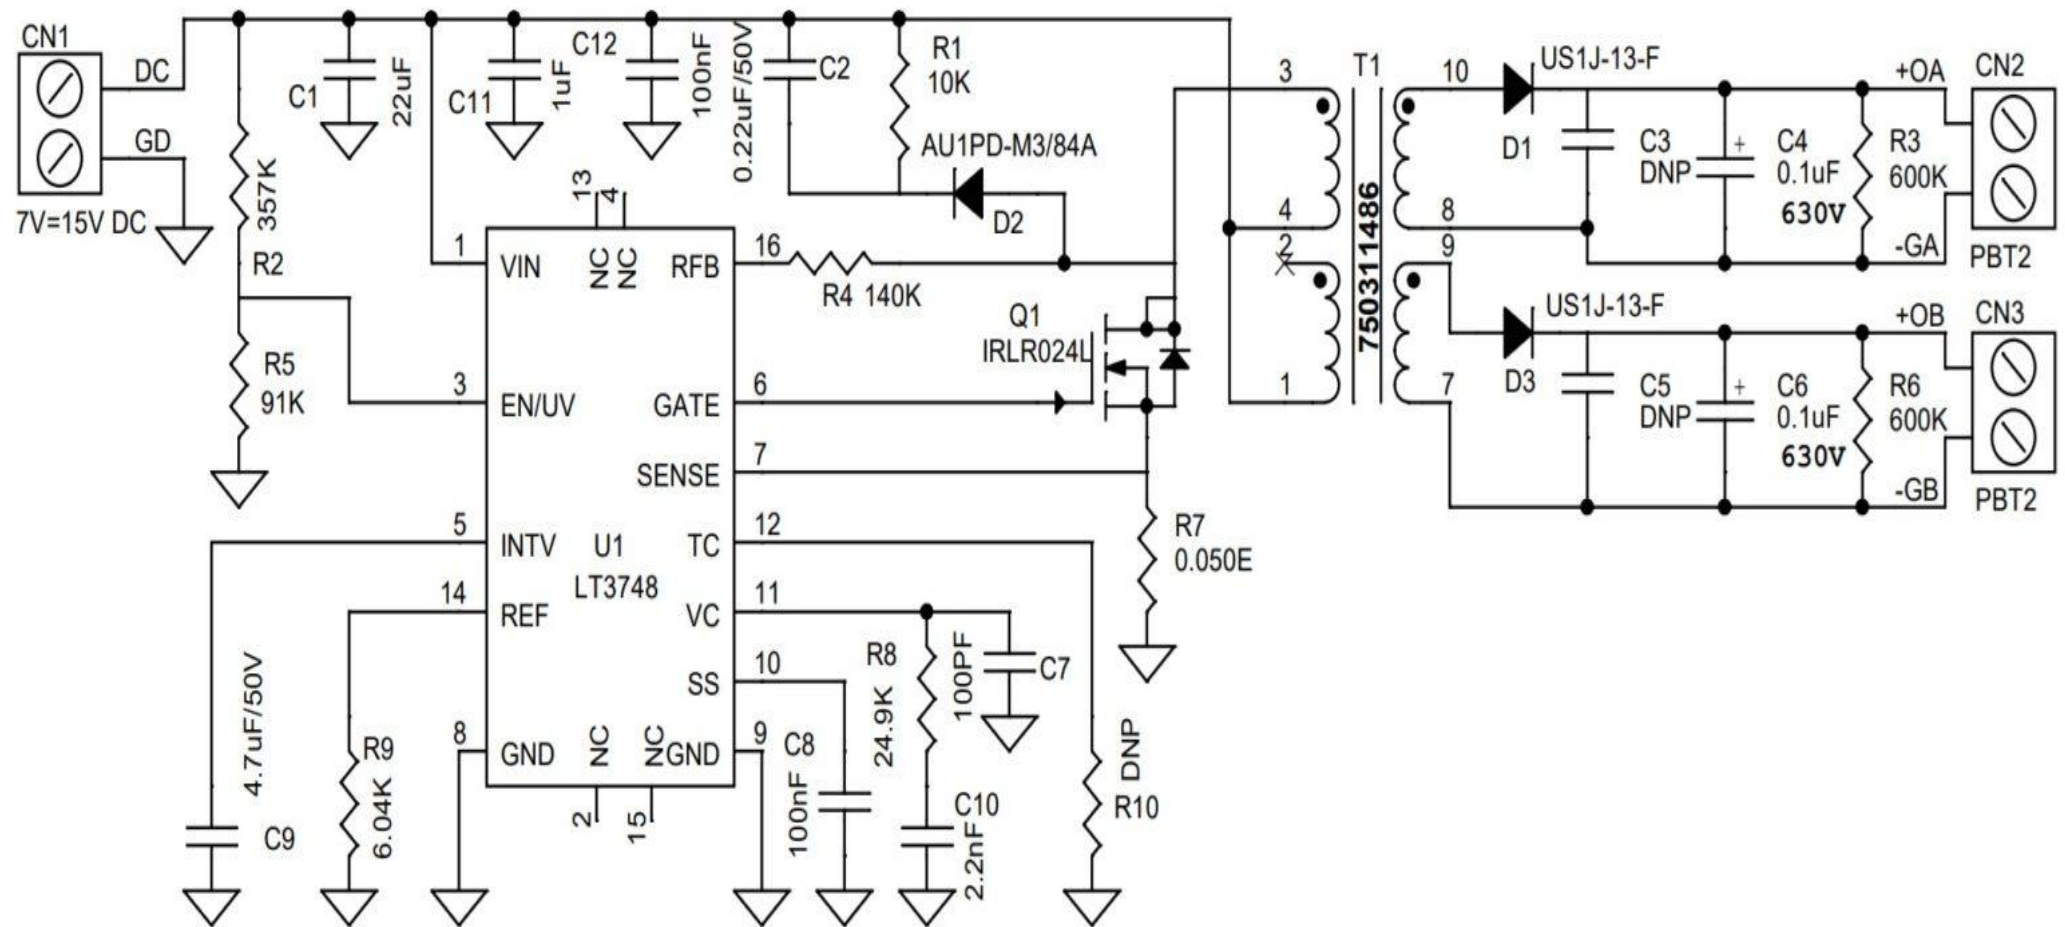 CN1
DC
GD
7V=15V DC
C1
22uF
C11
1uF
C12
100nF
0.22uF/50V
C2
R1
10K
AU1PD-M3/84A
D2
357K
R2
R5
91K
13
4
NC
NC
1
VIN
3
EN/UV
5
INTV
14
REF
8
GND
U1
LT3748
NC
NC
2
15
16
RFB
R4 140K
6
GATE
7
SENSE
12
TC
11
VC
10
SS
9
GND
Q1
IRLR024L
R7
0.050E
4.7uF/50V
C9
R9
6.04K
C8
100nF
R8
24.9K
100PF
C7
C10
2.2nF
DNP
R10
3
4
2
1
T1
750311486
10
8
9
7
US1J-13-F
D1
C3
DNP
+
C4
0.1uF
630V
R3
600K
+OA
-GA
CN2
PBT2
US1J-13-F
D3
C5
DNP
+
C6
0.1uF
630V
R6
600K
+OB
-GB
CN3
PBT2